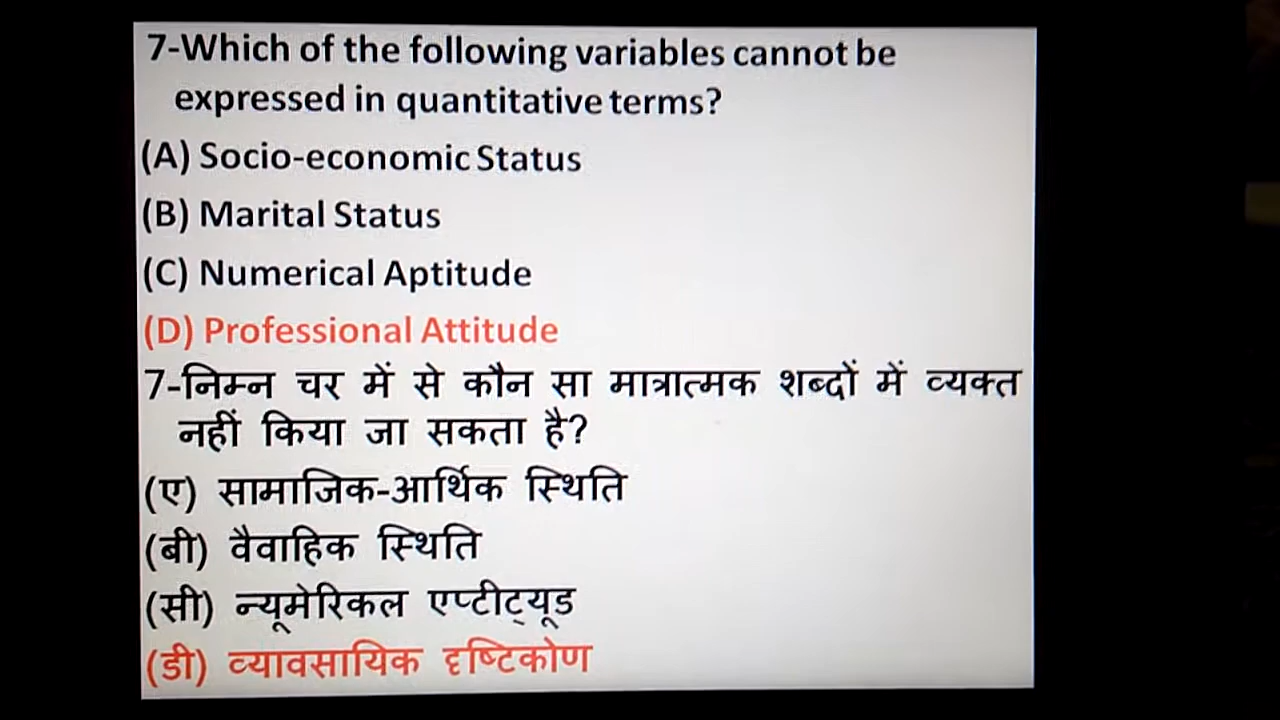 7-Which of the following variables cannot be
expressed in quantitative terms?
(A) Socio-economic Status
(B) Marital Status
(C) Numerical Aptitude
(D) Professional Attitude
7-निम्न चर में से कौन सा मात्रात्मक शब्दों में व्यक्त
नहीं किया जा सकता है?
(ए) सामाजिक-आर्थिक स्थिति
(बी) वैवाहिक स्थिति
(सी) न्यूमेरिकल एप्टीट्यूड
(डी) व्यावसायिक दृष्टिकोण